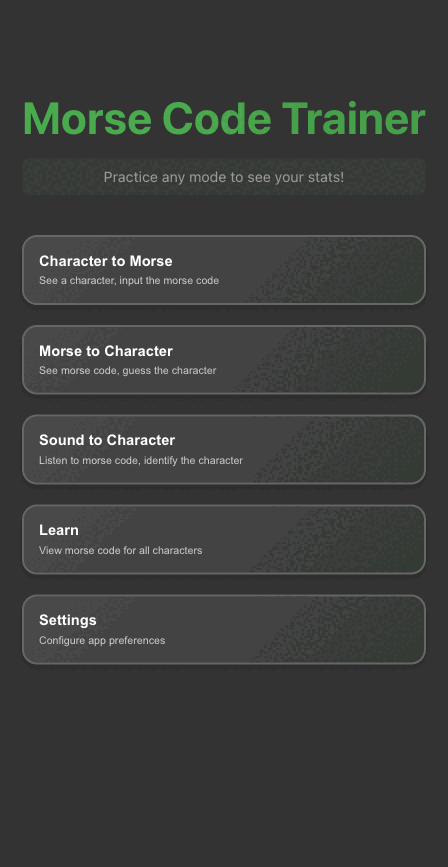 Morse Code Trainer
Practice any mode to see your stats!
Character to Morse
See a character, input the morse code
Morse to Character
See morse code, guess the character
Sound to Character
Listen to morse code, identify the character
Learn
View morse code for all characters
Settings
Configure app preferences